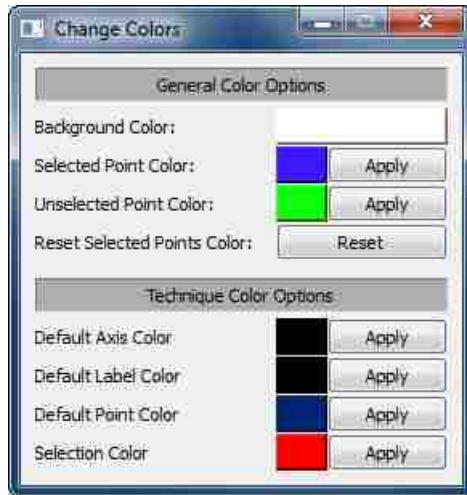 Change Colors
General Color Options
Background Color:
Selected Point Color: Apply
Unselected Point Color: Apply
Reset Selected Points Color: Reset
Technique Color Options
Default Axis Color Apply
Default Label Color Apply
Default Point Color Apply
Selection Color Apply